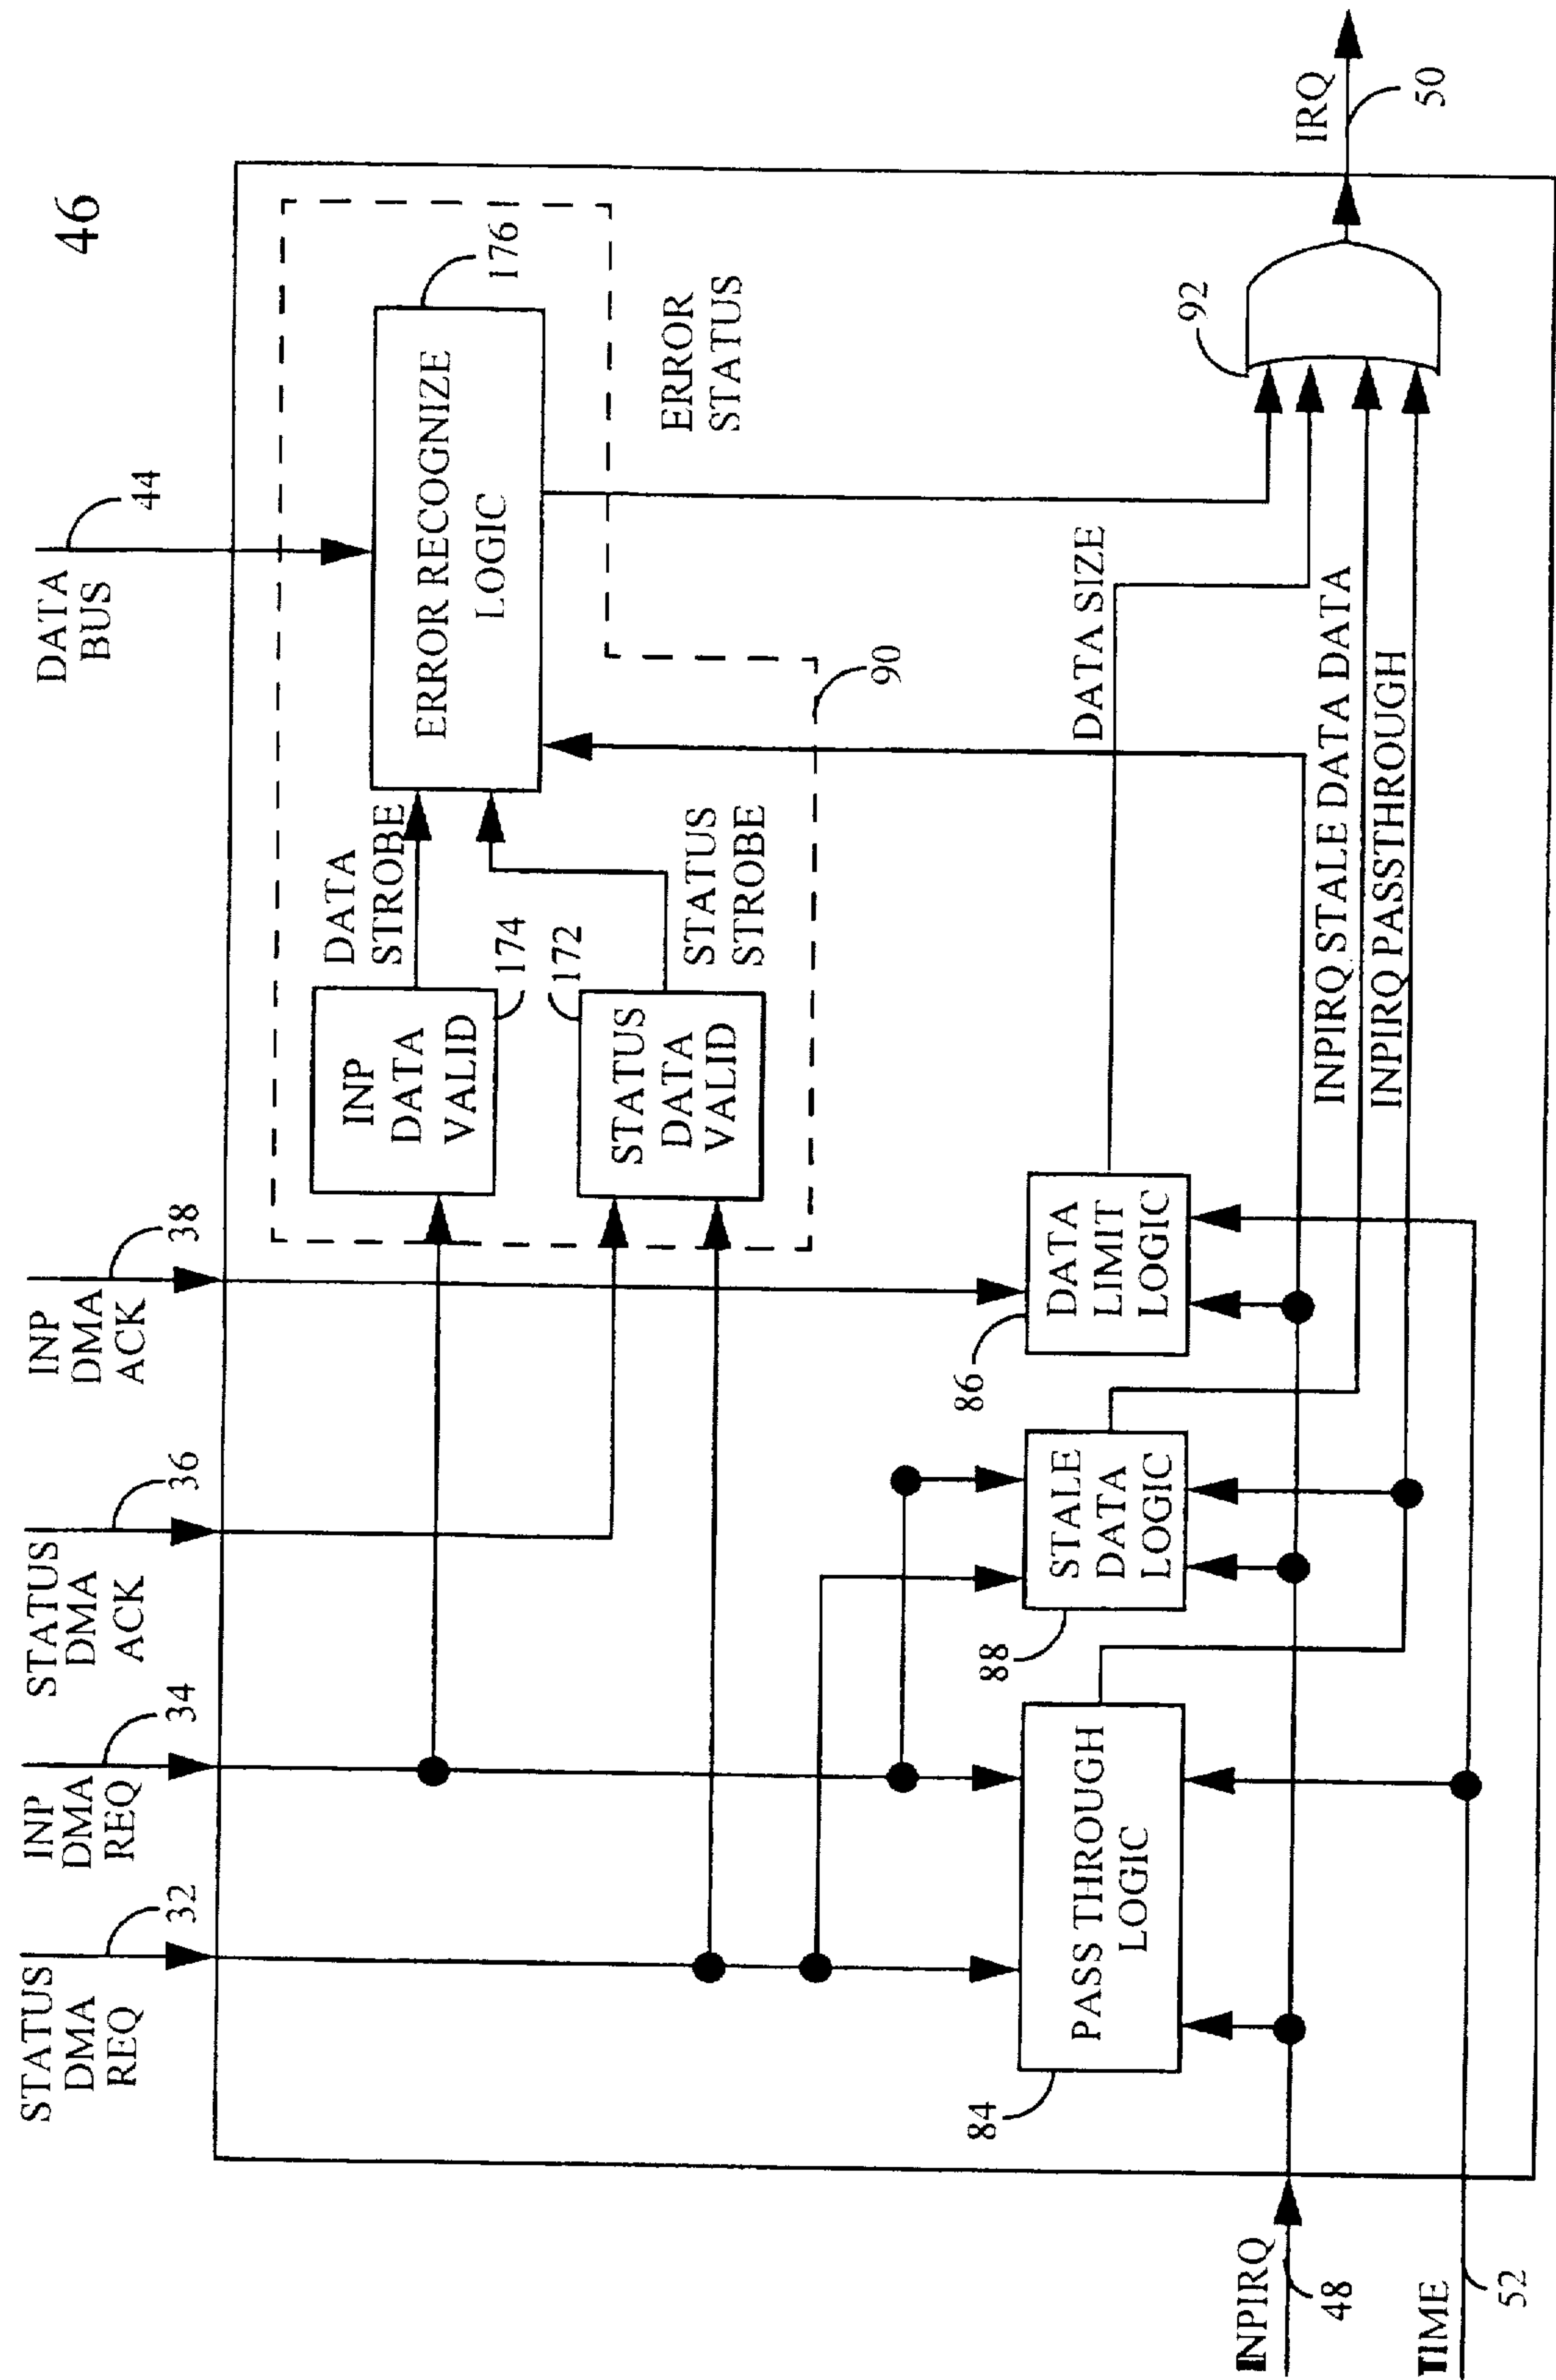 46
STATUS
DMA
REQ
32
INP
DMA
REQ
34
STATUS
DMA
ACK
36
INP
DMA
ACK
38
DATA
BUS
44
INP
DATA
VALID
174
DATA
STROBE
STATUS
DATA
VALID
172
STATUS
STROBE
ERROR RECOGNIZE
LOGIC
176
90
ERROR
STATUS
PASS THROUGH
LOGIC
84
STALE
DATA
LOGIC
88
DATA
LIMIT
LOGIC
86
DATA SIZE
INPIRQ STALE DATA DATA
INPIRQ PASSTHROUGH
92
IRQ
50
INPIRQ
48
TIME
52